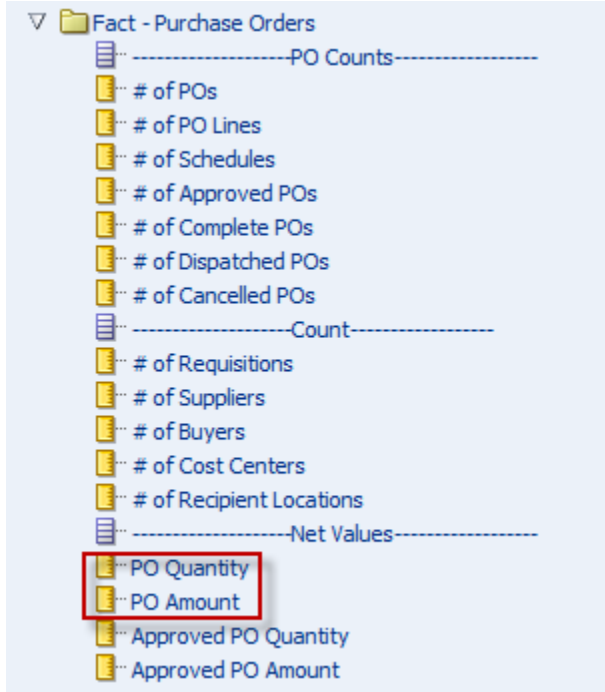 Fact - Purchase Orders
--------------------PO Counts------------------
# of POs
# of PO Lines
# of Schedules
# of Approved POs
# of Complete POs
# of Dispatched POs
# of Cancelled POs
--------------------Count------------------
# of Requisitions
# of Suppliers
# of Buyers
# of Cost Centers
# of Recipient Locations
--------------------Net Values------------------
PO Quantity
PO Amount
Approved PO Quantity
Approved PO Amount